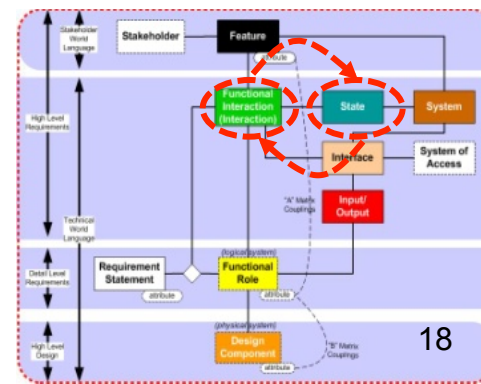 Stakeholder
World
Language
High Level
Requirements
Technical
World
Language
Detail Level
Requirements
High Level
Design
Stakeholder
Feature
attribute
Functional
Interaction
(Interaction)
State
System
Interface
System of
Access
"A" Matrix
Couplings
Input/
Output
(logical system)
Requirement
Statement
attribute
Functional
Role
attribute
(physical system)
Design
Component
attribute
"B" Matrix
Couplings
18